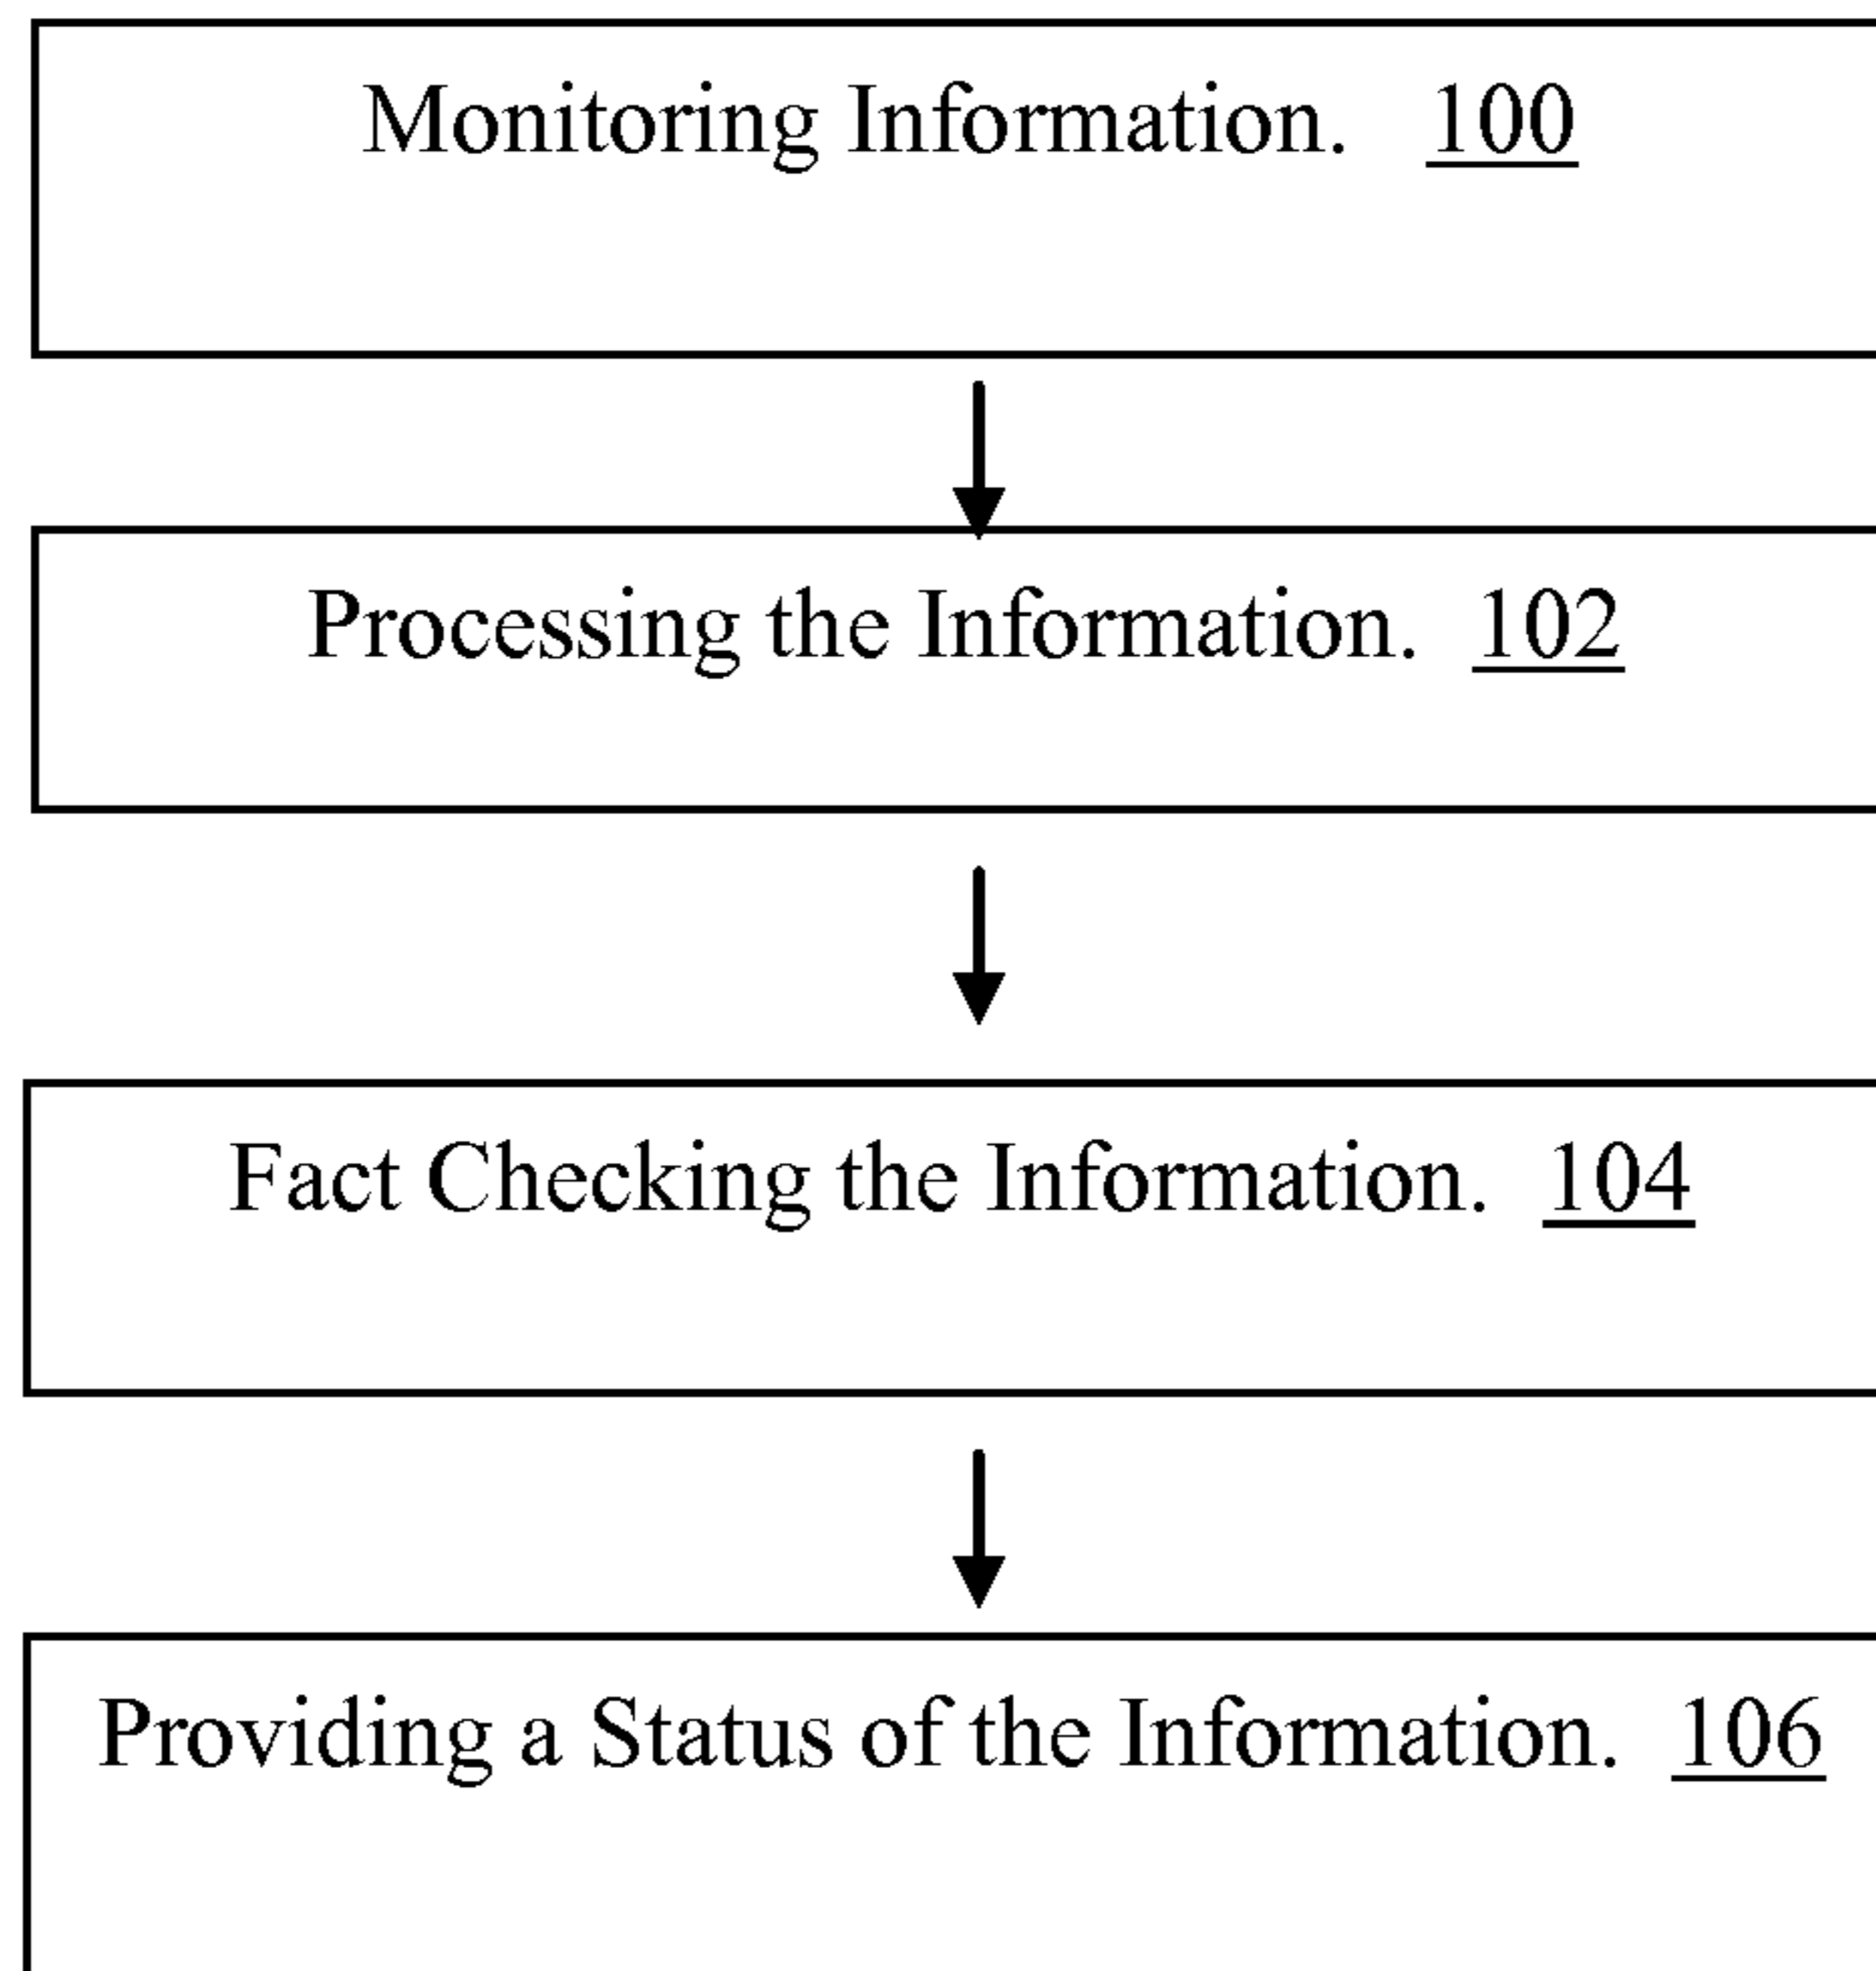 Monitoring Information. 100
Processing the Information. 102
Fact Checking the Information. 104
Providing a Status of the Information. 106